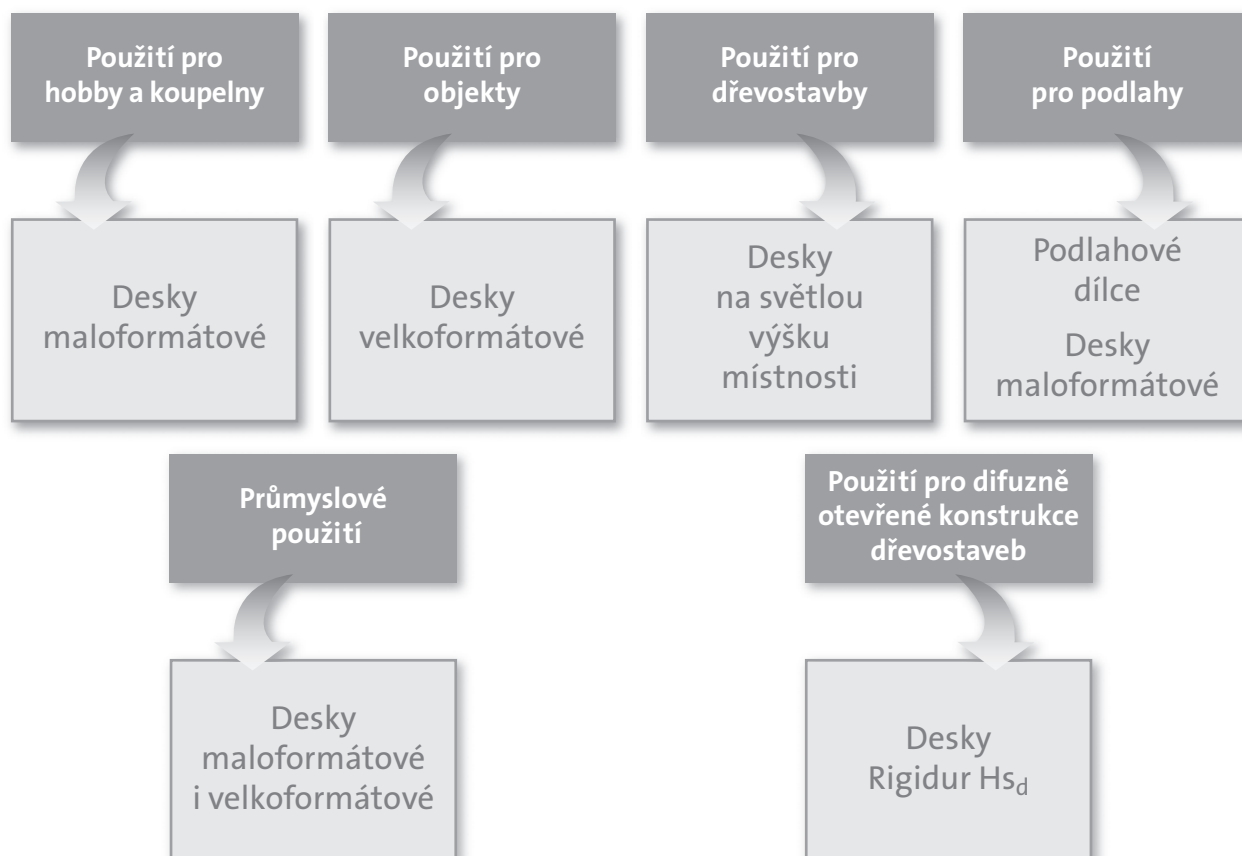 Použití pro
hobby a koupelny
Použití pro
objekty
Použití pro
dřevostavby
Použití
pro podlahy
Desky
maloformátové
Desky
velkoformátové
Desky
na světlou
výšku
místnosti
Podlahové
dílce
Desky
maloformátové
Průmyslové
použití
Použití pro difuzně
otevřené konstrukce
dřevostaveb
Desky
maloformátové
i velkoformátové
Desky
Rigidur Hsd